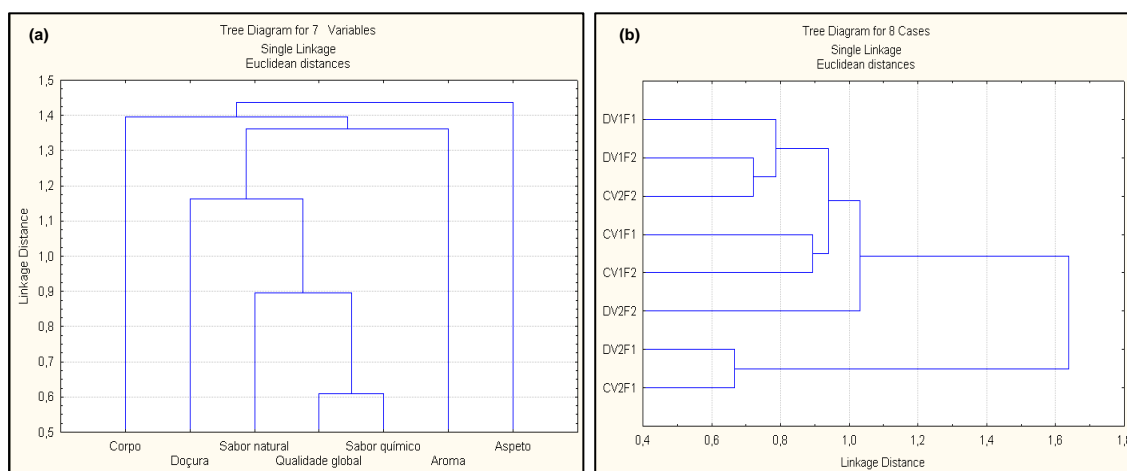 (a)
Tree Diagram for 7 Variables
Single Linkage
Euclidean distances
Linkage Distance
1,5
1,4
1,3
1,2
1,1
1,0
0,9
0,8
0,7
0,6
0,5
Corpo Sabor natural Sabor químico Aspeto
Doçura Qualidade global Aroma
(b)
Tree Diagram for 8 Cases
Single Linkage
Euclidean distances
DV1F1
DV1F2
CV2F2
CV1F1
CV1F2
DV2F2
DV2F1
CV2F1
0,4 0,6 0,8 1,0 1,2 1,4 1,6 1,8
Linkage Distance